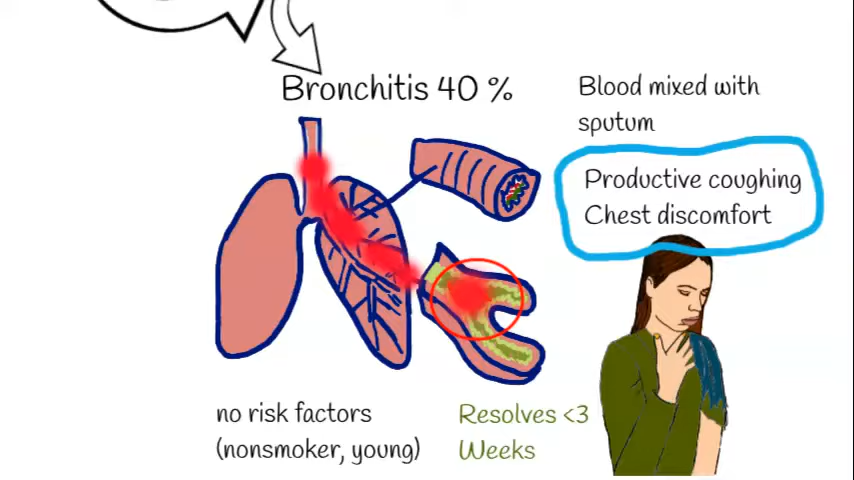 Bronchitis 40 %
Blood mixed with
sputum
Productive coughing
Chest discomfort
no risk factors
(nonsmoker, young)
Resolves <3
Weeks